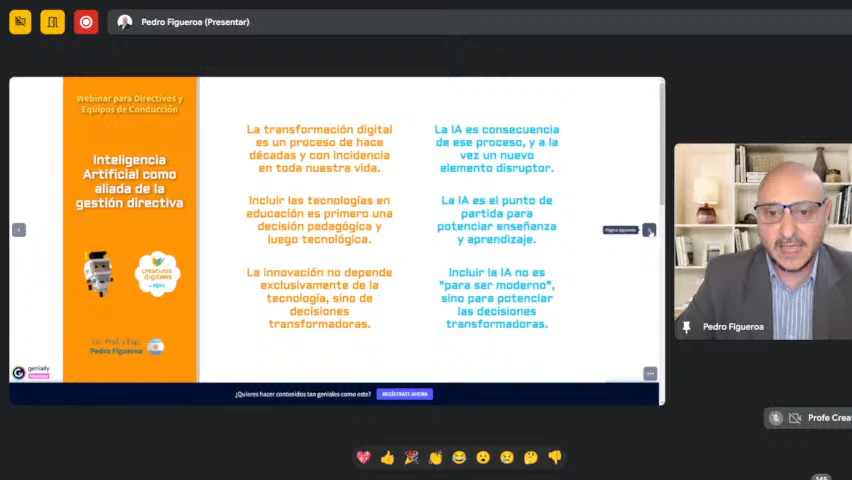 Pedro Figueroa (Presentar)
Webinar para Directivos y
Equipos de Conducción
Inteligencia
Artificial como
aliada de la
gestión directiva
creativos
digitales
Lic. Prof. y Esp.
Pedro Figueroa
La transformación digital
es un proceso de hace
décadas y con incidencia
en toda nuestra vida.
Incluir las tecnologías en
educación es primero una
decisión pedagógica y
luego tecnológica.
La innovación no depende
exclusivamente de la
tecnología, sino de
decisiones
transformadoras.
La IA es consecuencia
de ese proceso, y a la
vez un nuevo
elemento disruptor.
La IA es el punto de
partida para
potenciar enseñanza
y aprendizaje.
Incluir la IA no es
"para ser moderno",
sino para potenciar
las decisiones
transformadoras.
Página siguiente
genially
¿Quieres hacer contenidos tan geniales como este?
REGÍSTRATE AHORA
Pedro Figueroa
Profe Crea
145